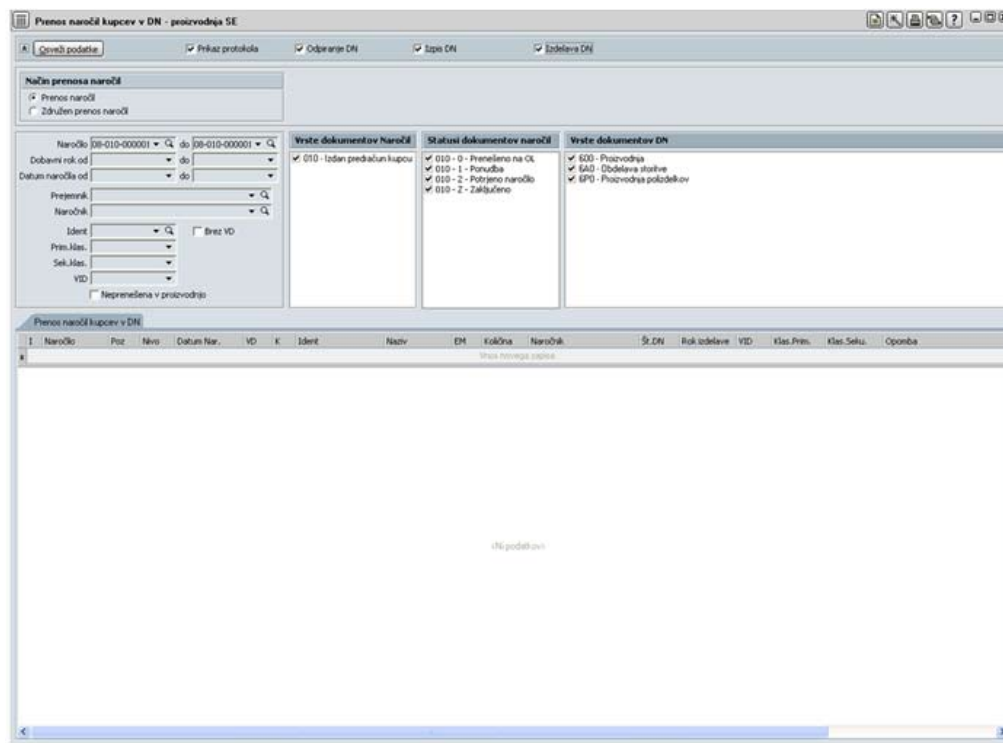 Prenos naročil kupcev v DN - proizvodnja SE
Osveži podatke
Prikaz protokola
Odpiranje DN
Izpis DN
Izdelava DN
Način prenosa naročil
Prenos naročil
Združen prenos naročil
Naročilo 08-010-000001 do 08-010-000001
Dobavni rok od do
Datum naročila od do
Prejemnik
Naročnik
Ident Brez VD
Prim.klas.
Sek.klas.
VID
Neprenešena v proizvodnjo
Vrste dokumentov Naročil
010 - Izdan predračun kupcu
Statusi dokumentov naročil
010 - 0 - Prenešeno na OL
010 - 1 - Ponudba
010 - 2 - Potrjeno naročilo
010 - Z - Zaključeno
Vrste dokumentov DN
600 - Proizvodnja
6A0 - Obdelava storitve
6P0 - Proizvodnja polizdelkov
Prenos naročil kupcev v DN
I Naročilo Poz Nivo Datum Nar. VD K Ident Naziv EM Količina Naročnik Št.DN Rok izdelave VID Klas.Prim. Klas.Seku. Opomba
Vnos novega zapisa
<Ni podatkov>